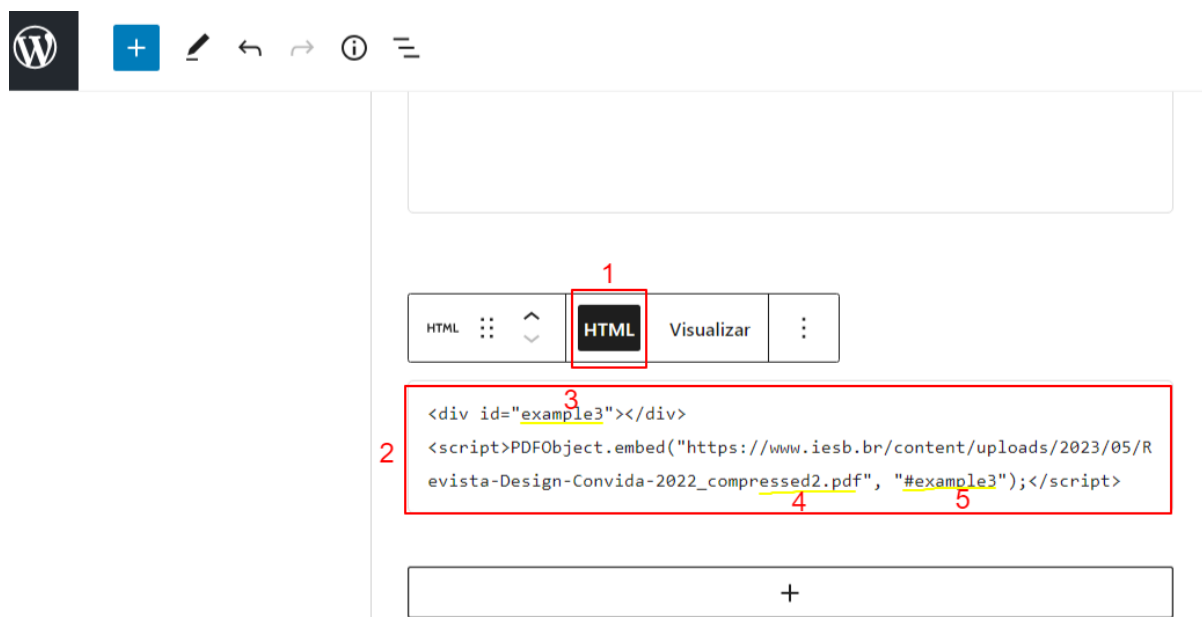 1
HTML HTML Visualizar
3
<div id="example3"></div>
2
<script>PDFObject.embed("https://www.iesb.br/content/uploads/2023/05/R
evista-Design-Convida-2022_compressed2.pdf", "#example3");</script>
4 5